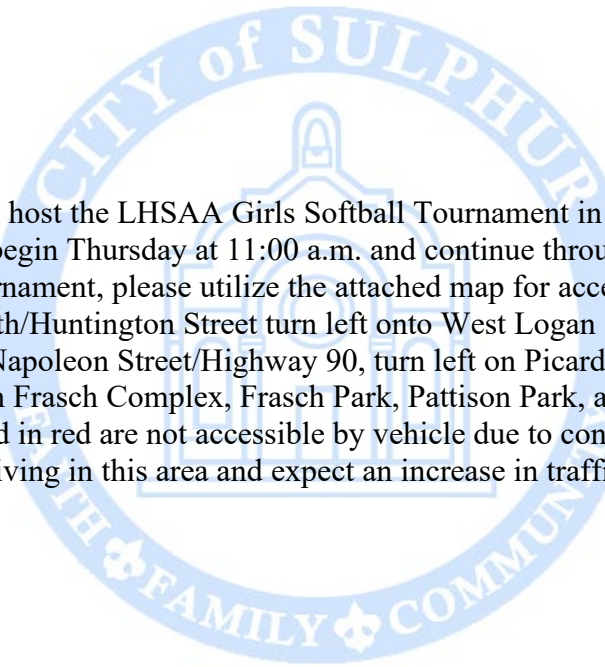 CITY of SULPHUR
host the LHSAA Girls Softball Tournament in
begin Thursday at 11:00 a.m. and continue throu
rnament, please utilize the attached map for acce
th/Huntington Street turn left onto West Logan
Napoleon Street/Highway 90, turn left on Picard
n Frasch Complex, Frasch Park, Pattison Park, a
d in red are not accessible by vehicle due to con
iving in this area and expect an increase in traffi
FAITH FAMILY COMMUNITY